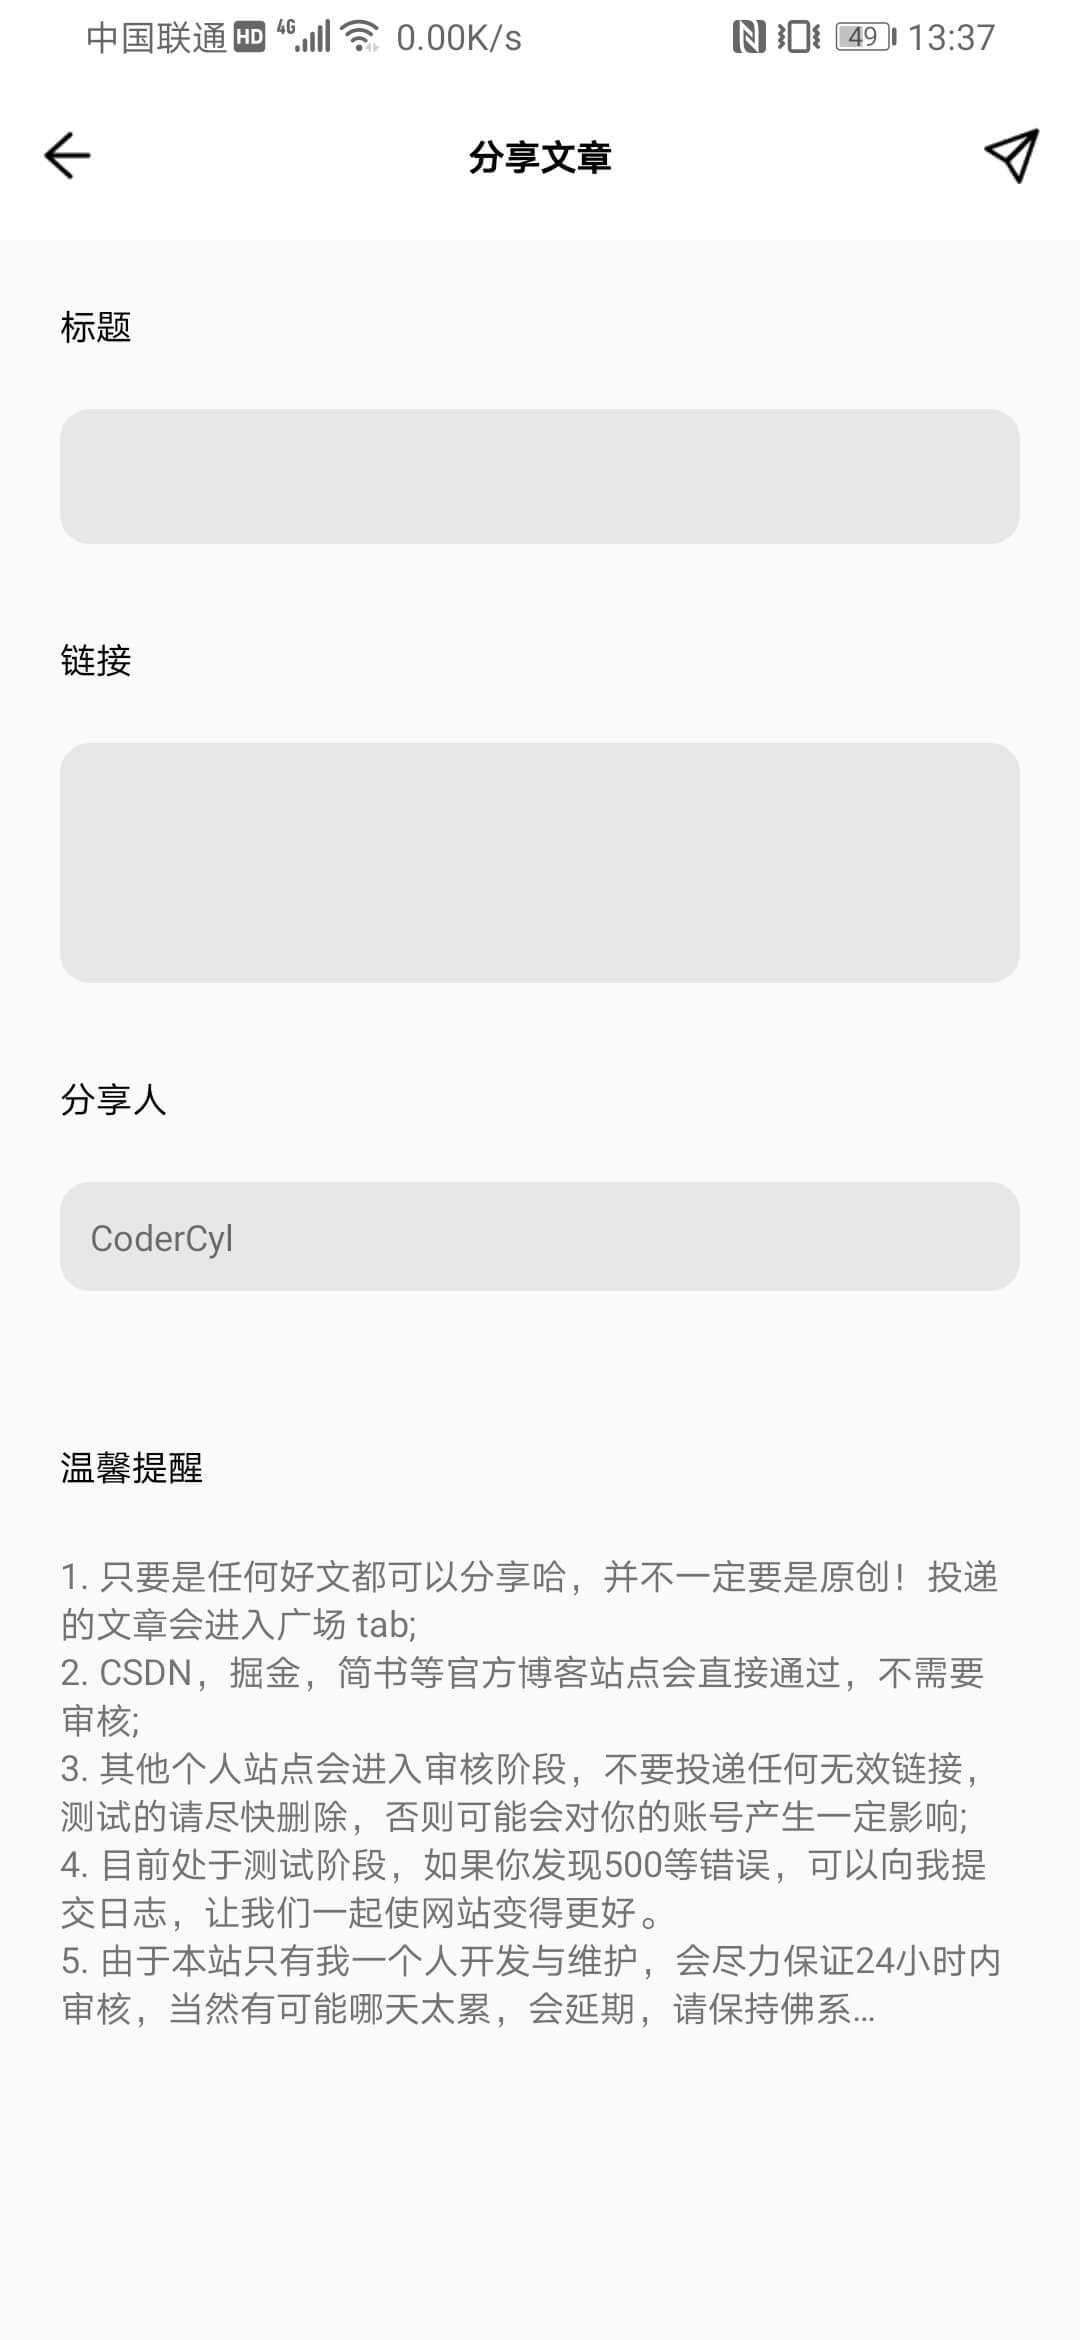 中国联通 HD 4G 0.00K/s 49 13:37
分享文章
标题
链接
分享人
CoderCyl
温馨提醒
1. 只要是任何好文都可以分享哈，并不一定要是原创！投递
的文章会进入广场 tab;
2. CSDN，掘金，简书等官方博客站点会直接通过，不需要
审核;
3. 其他个人站点会进入审核阶段，不要投递任何无效链接，
测试的请尽快删除，否则可能会对你的账号产生一定影响;
4. 目前处于测试阶段，如果你发现500等错误，可以向我提
交日志，让我们一起使网站变得更好。
5. 由于本站只有我一个人开发与维护，会尽力保证24小时内
审核，当然有可能哪天太累，会延期，请保持佛系...